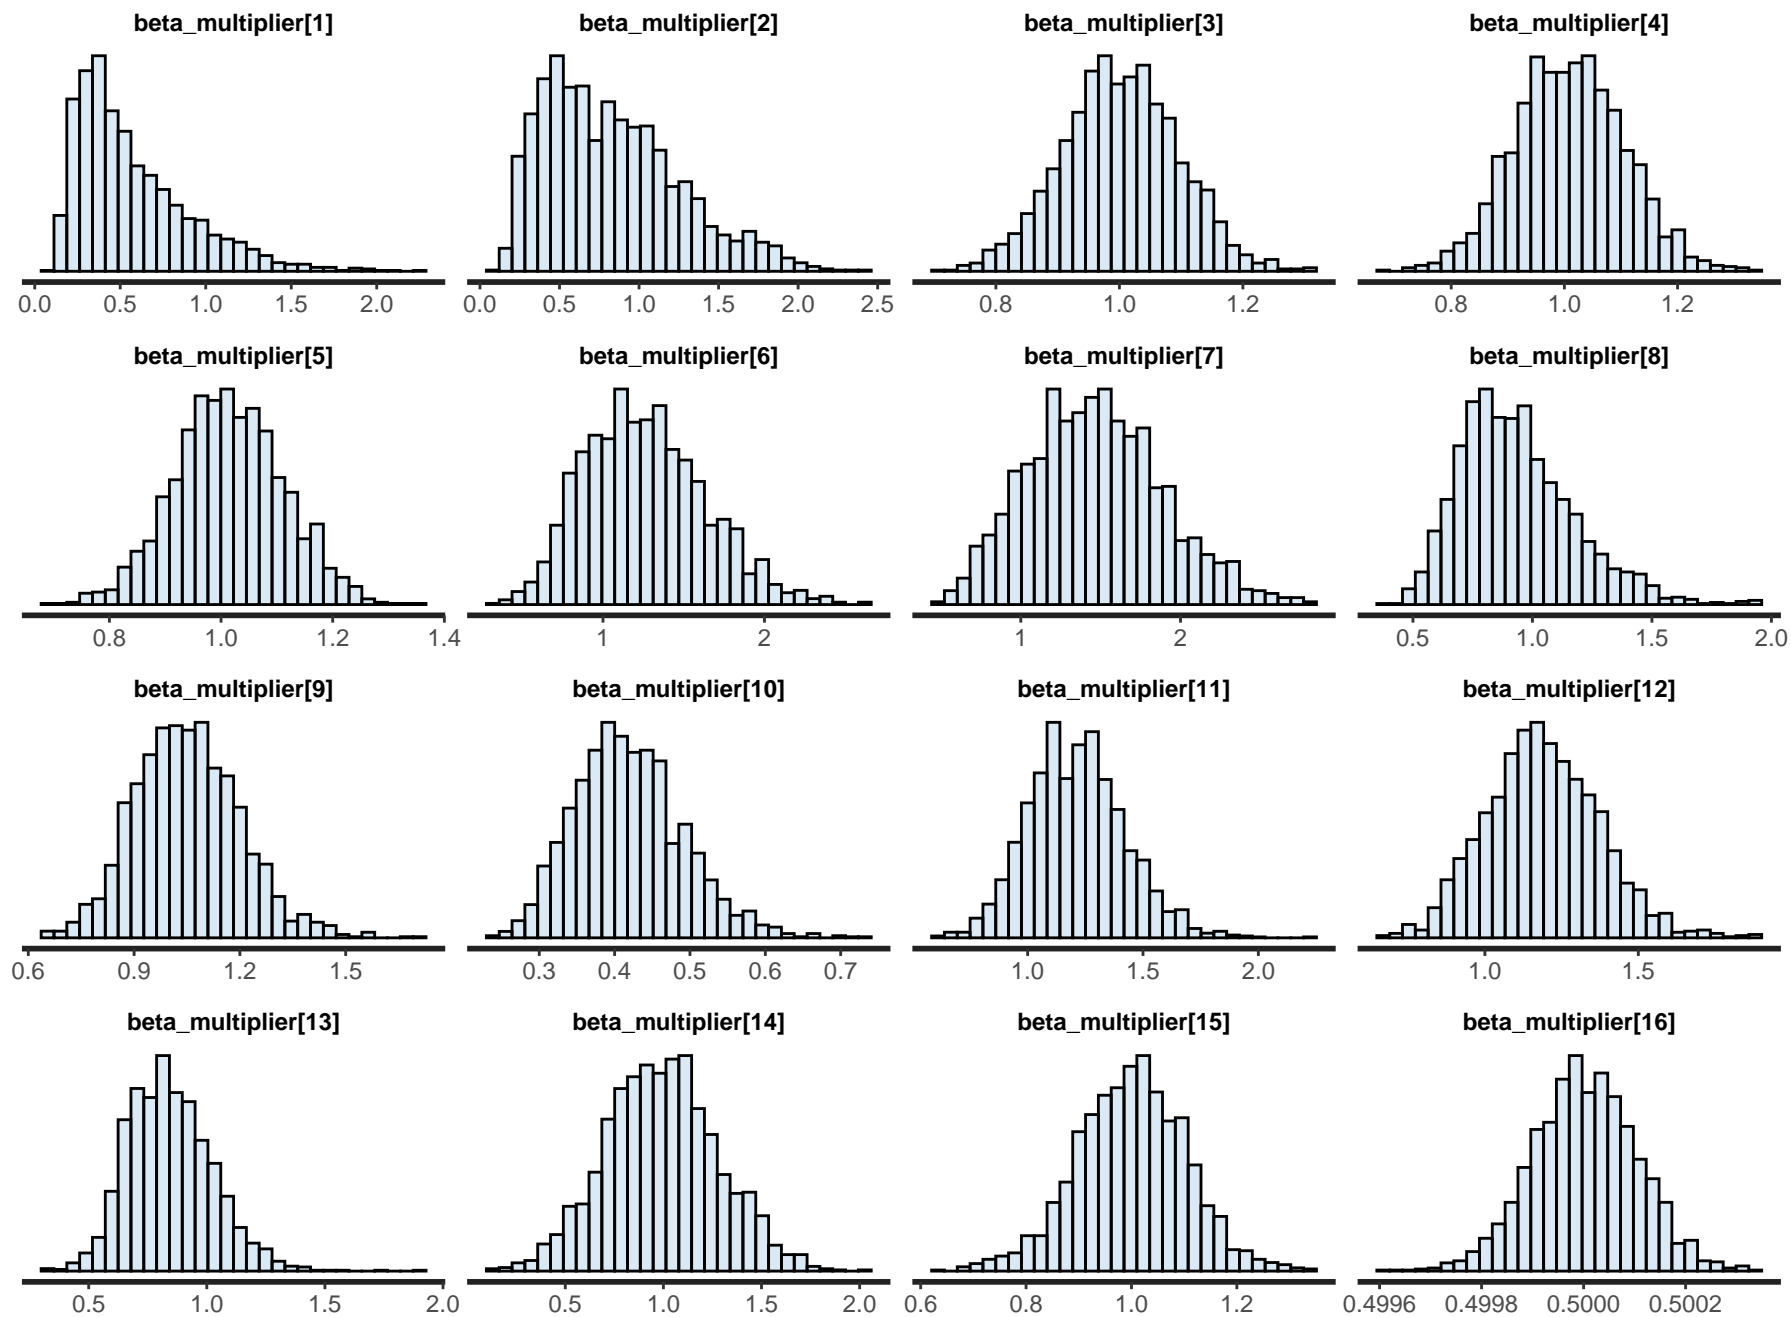 beta_multiplier[1] beta_multiplier[2] beta_multiplier[3] beta_multiplier[4]
0.0 0.5 1.0 1.5 2.0 0.0 0.5 1.0 1.5 2.0 2.5 0.8 1.0 1.2 0.8 1.0 1.2
beta_multiplier[5] beta_multiplier[6] beta_multiplier[7] beta_multiplier[8]
0.8 1.0 1.2 1.4 1 2 1 2 0.5 1.0 1.5 2.0
beta_multiplier[9] beta_multiplier[10] beta_multiplier[11] beta_multiplier[12]
0.6 0.9 1.2 1.5 0.3 0.4 0.5 0.6 0.7 1.0 1.5 2.0 1.0 1.5
beta_multiplier[13] beta_multiplier[14] beta_multiplier[15] beta_multiplier[16]
0.5 1.0 1.5 2.0 0.5 1.0 1.5 2.0 0.6 0.8 1.0 1.2 0.4996 0.4998 0.5000 0.5002